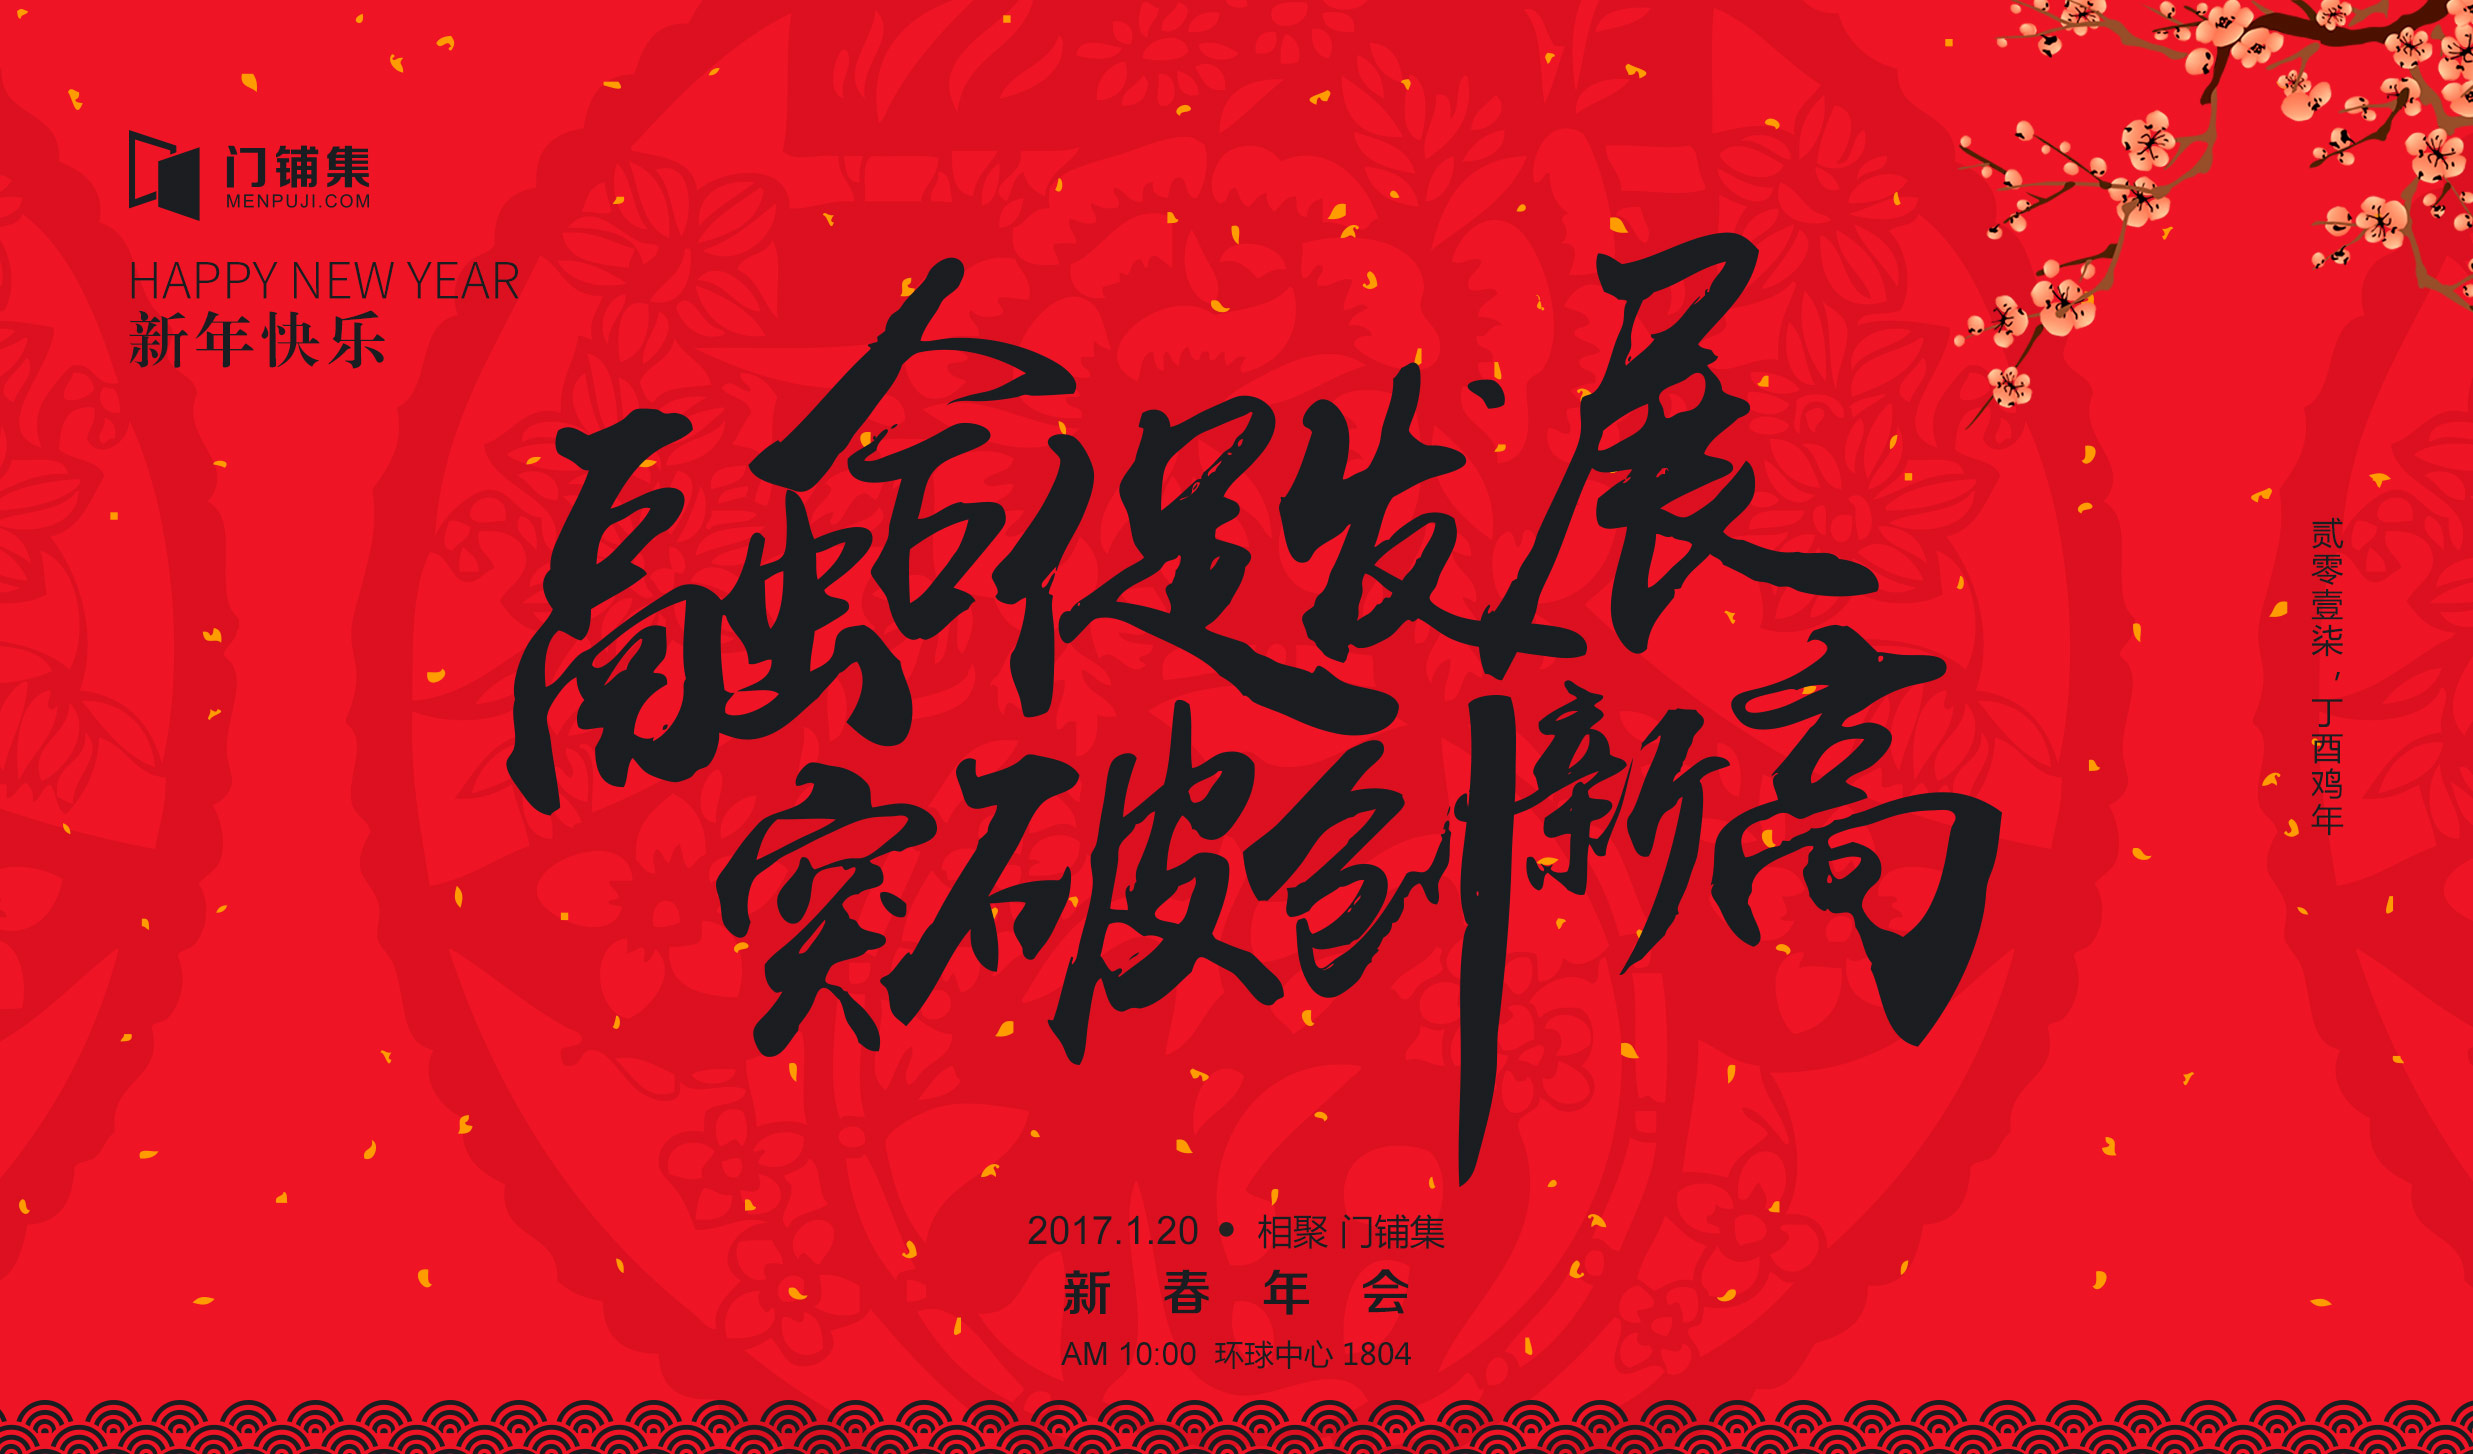 门铺集
MENPUJI.COM
HAPPY NEW YEAR
新年快乐
融合促发展
突破创新高
贰零壹柒，丁酉鸡年
2017.1.20 • 相聚 门铺集
新春年会
AM 10:00 环球中心 1804